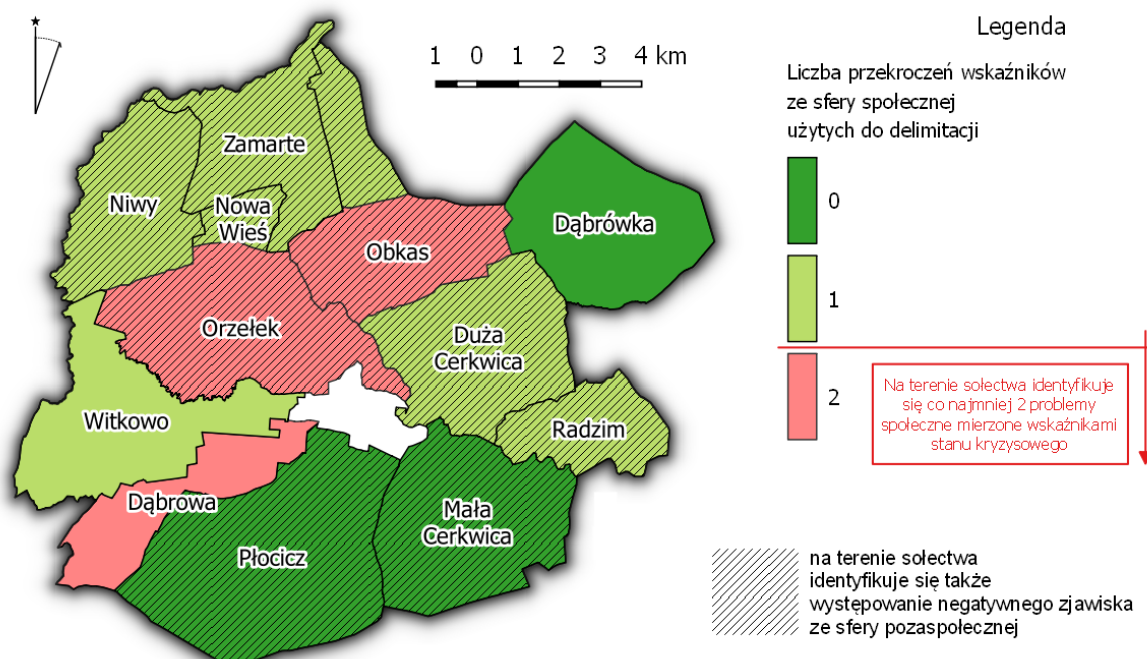 Legenda
1 0 1 2 3 4 km
Liczba przekroczeń wskaźników
ze sfery społecznej
użytych do delimitacji
0
1
2
Na terenie sołectwa identyfikuje
się co najmniej 2 problemy
społeczne mierzone wskaźnikami
stanu kryzysowego
na terenie sołectwa
identyfikuje się także
występowanie negatywnego zjawiska
ze sfery pozaspołecznej
Zamarte
Niwy
Nowa
Wieś
Obkas
Dąbrówka
Orzełek
Duża
Cerkwica
Witkowo
Radzim
Dąbrowa
Mała
Cerkwica
Płocicz